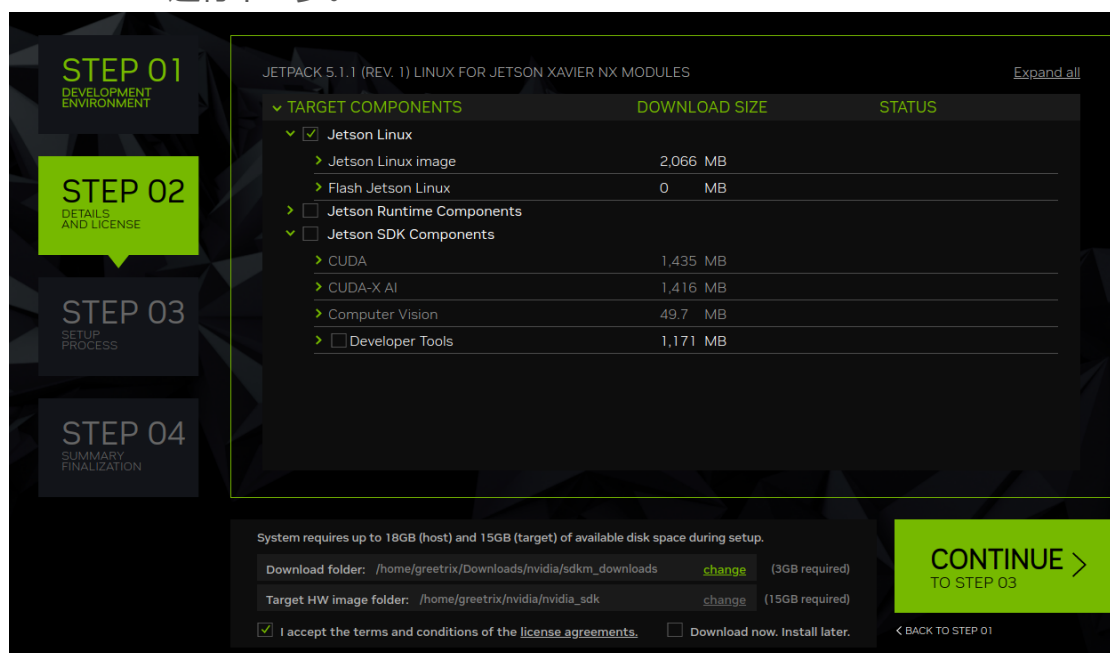 STEP 01
DEVELOPMENT
ENVIRONMENT
STEP 02
DETAILS
AND LICENSE
STEP 03
SETUP
PROCESS
STEP 04
SUMMARY
FINALIZATION
JETPACK 5.1.1 (REV. 1) LINUX FOR JETSON XAVIER NX MODULES Expand all
TARGET COMPONENTS DOWNLOAD SIZE STATUS
Jetson Linux
Jetson Linux image 2,066 MB
Flash Jetson Linux 0 MB
Jetson Runtime Components
Jetson SDK Components
CUDA 1,435 MB
CUDA-X AI 1,416 MB
Computer Vision 49.7 MB
Developer Tools 1,171 MB
System requires up to 18GB (host) and 15GB (target) of available disk space during setup.
Download folder: /home/greetrix/Downloads/nvidia/sdkm_downloads change (3GB required)
Target HW image folder: /home/greetrix/nvidia/nvidia_sdk change (15GB required)
I accept the terms and conditions of the license agreements. Download now. Install later.
CONTINUE >
TO STEP 03
< BACK TO STEP 01